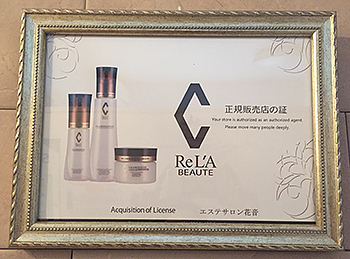 正規販売店の証
Your store is authorized as an authorized agent.
Please move many people deeply.
ReL'A
BEAUTE
Acquisition of License
エステサロン花音